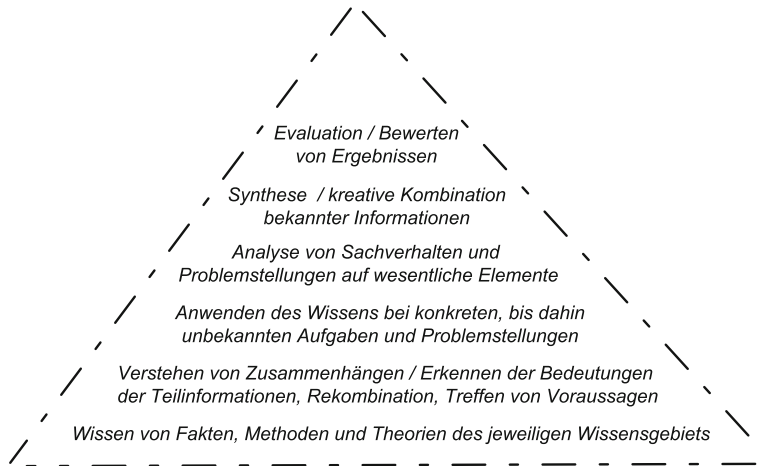 Evaluation / Bewerten
von Ergebnissen
Synthese / kreative Kombination
bekannter Informationen
Analyse von Sachverhalten und
Problemstellungen auf wesentliche Elemente
Anwenden des Wissens bei konkreten, bis dahin
unbekannten Aufgaben und Problemstellungen
Verstehen von Zusammenhängen / Erkennen der Bedeutungen
der Teilinformationen, Rekombination, Treffen von Voraussagen
Wissen von Fakten, Methoden und Theorien des jeweiligen Wissensgebiets